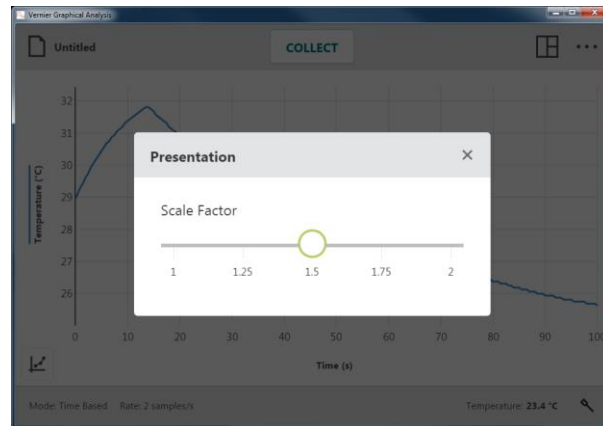 Vernier Graphical Analysis
Untitled
COLLECT
32
31
30
29
28
27
26
Temperature (°C)
Presentation
Scale Factor
1 1.25 1.5 1.75 2
0 10 20 30 40 50 60 70 80 90 100
Time (s)
Mode: Time Based Rate: 2 samples/s Temperature: 23.4 °C